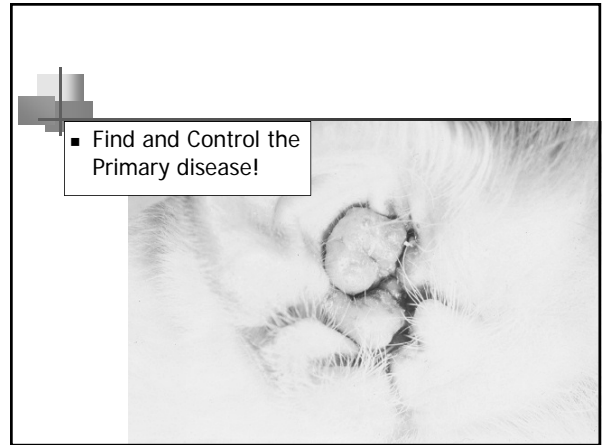 ▪ Find and Control the
Primary disease!